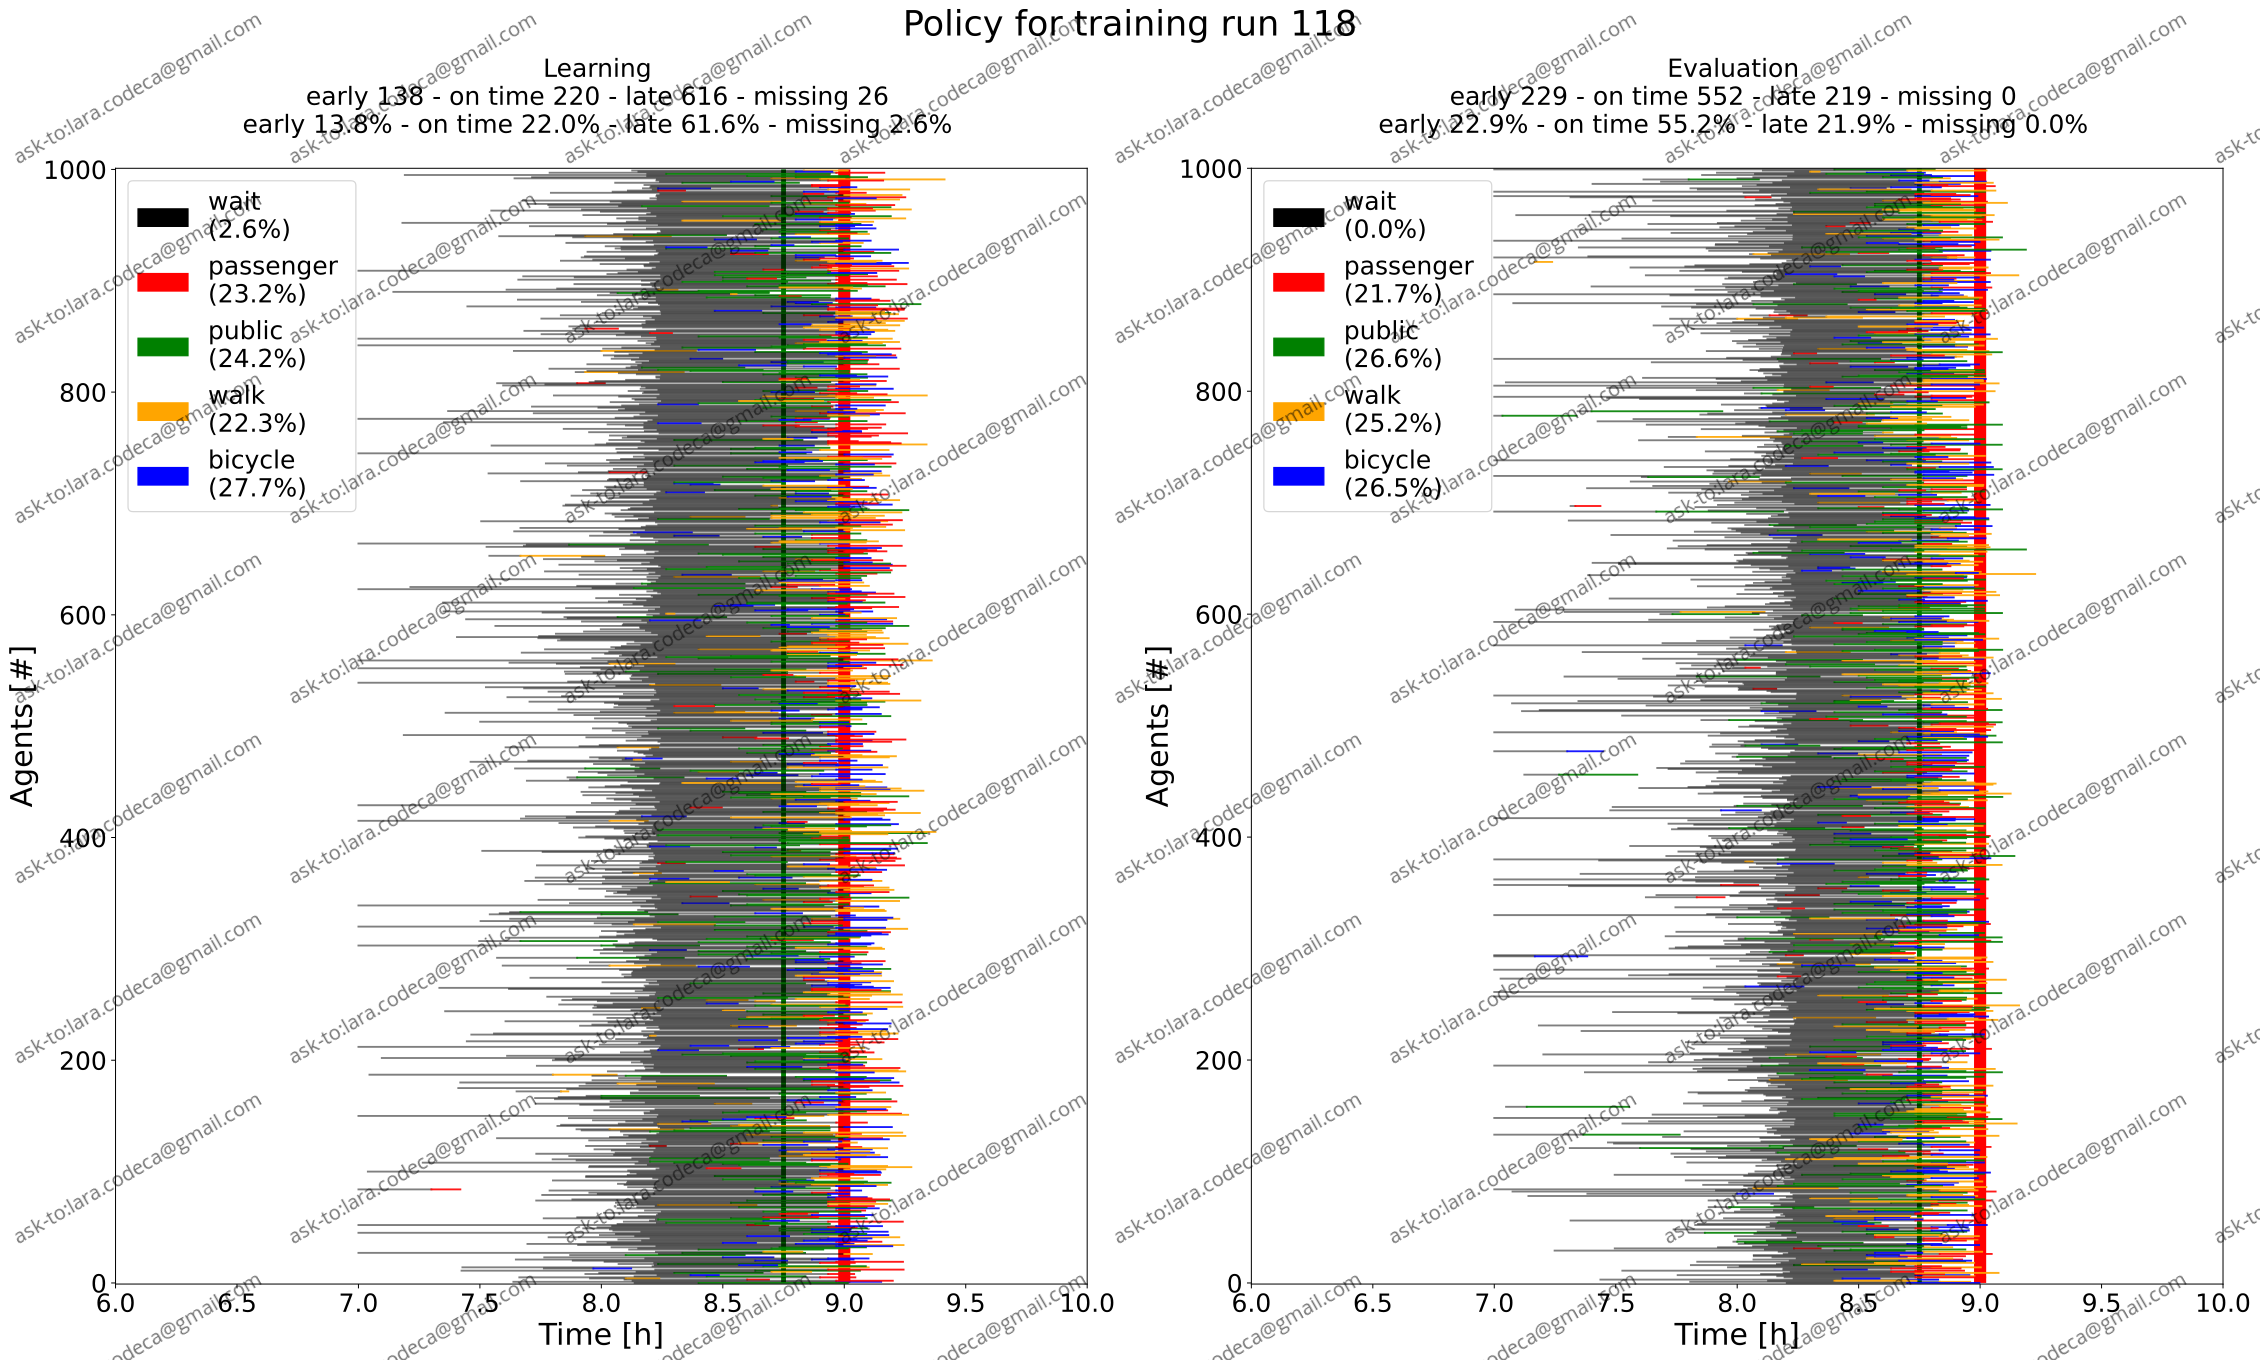 Policy for training run 118
Learning
early 138 - on time 220 - late 616 - missing 26
early 13.8% - on time 22.0% - late 61.6% - missing 2.6%
1000
800
600
400
200
0
Agents [#]
wait
(2.6%)
passenger
(23.2%)
public
(24.2%)
walk
(22.3%)
bicycle
(27.7%)
6.0 6.5 7.0 7.5 8.0 8.5 9.0 9.5 10.0
Time [h]
Evaluation
early 229 - on time 552 - late 219 - missing 0
early 22.9% - on time 55.2% - late 21.9% - missing 0.0%
1000
800
600
400
200
0
Agents [#]
wait
(0.0%)
passenger
(21.7%)
public
(26.6%)
walk
(25.2%)
bicycle
(26.5%)
6.0 6.5 7.0 7.5 8.0 8.5 9.0 9.5 10.0
Time [h]
ask-to:lara.codeca@gmail.com